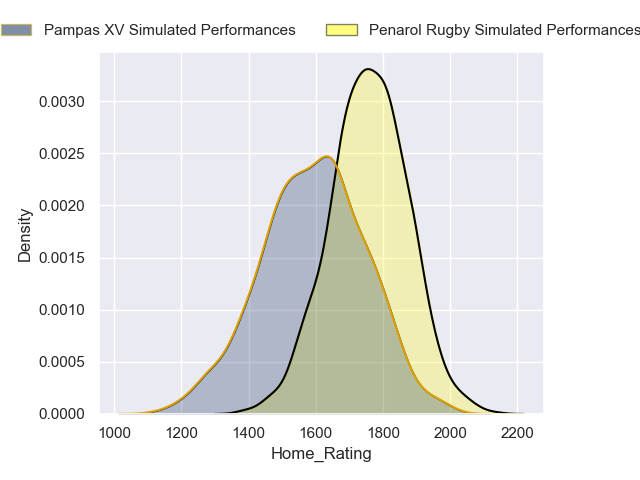 Pampas XV Simulated Performances
Penarol Rugby Simulated Performances
0.0030
0.0025
0.0020
0.0015
0.0010
0.0005
0.0000
Density
1000 1200 1400 1600 1800 2000 2200
Home_Rating